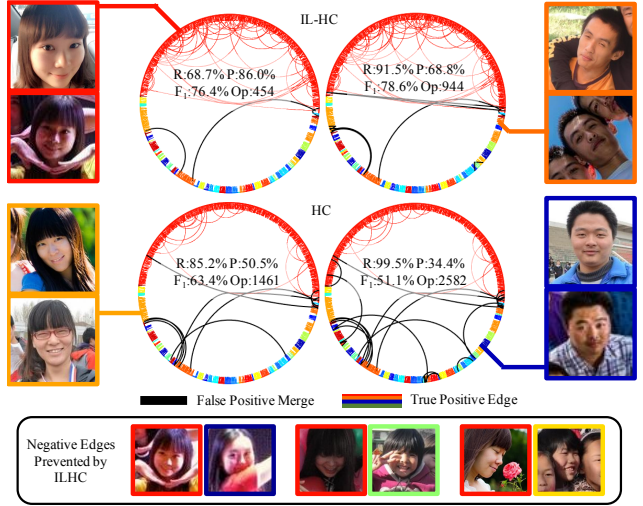 IL-HC
R:68.7% P:86.0%
F1:76.4% Op:454
R:91.5% P:68.8%
F1:78.6% Op:944
HC
R:85.2% P:50.5%
F1:63.4% Op:1461
R:99.5% P:34.4%
F1:51.1% Op:2582
False Positive Merge
True Positive Edge
Negative Edges
Prevented by
ILHC